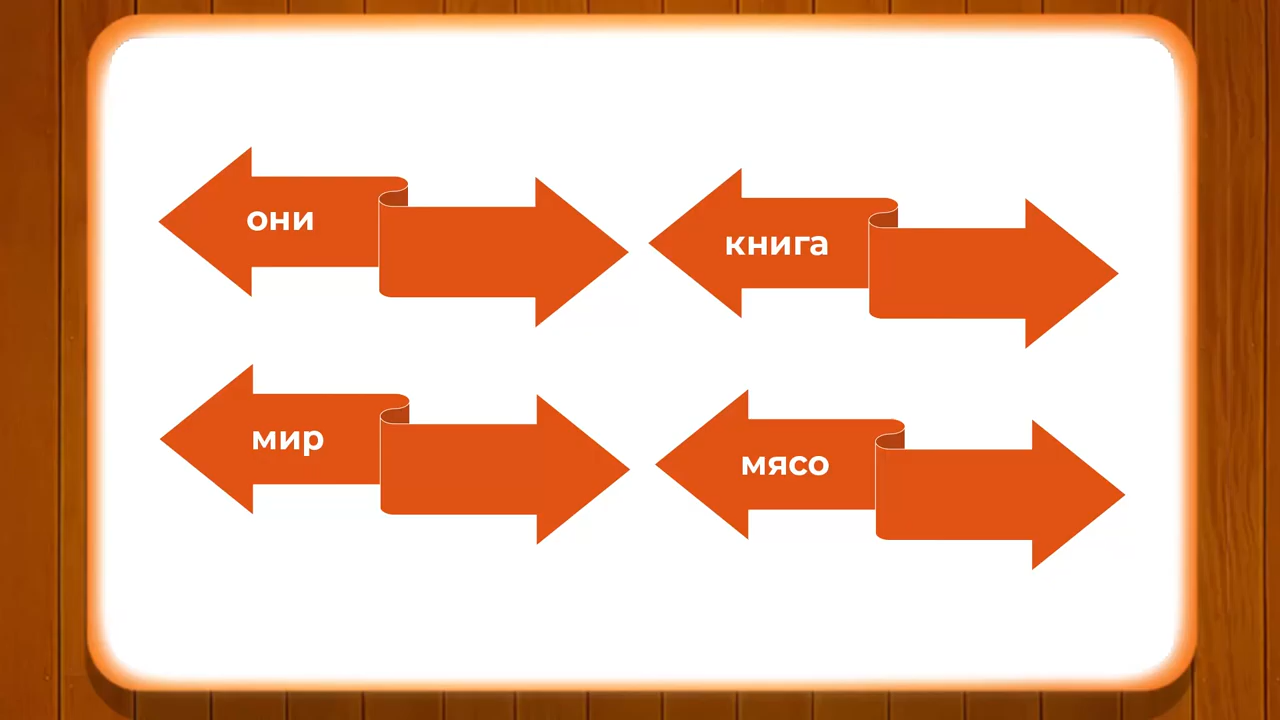 они
книга
мир
мясо